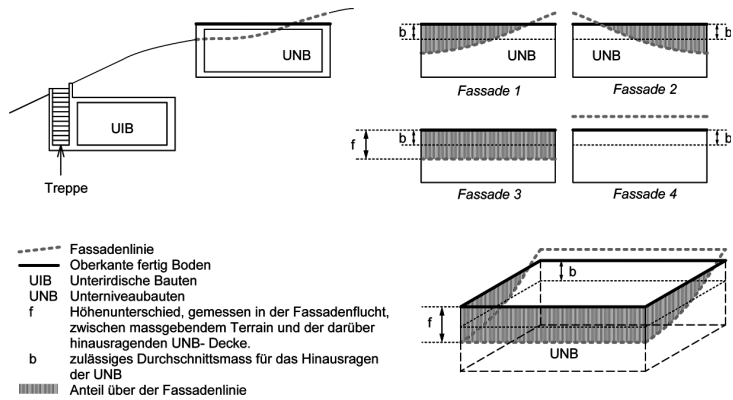 UNB
UIB
Treppe
b
UNB
Fassade 1
UNB
b
Fassade 2
f
b
Fassade 3
b
Fassade 4
Fassadenlinie
Oberkante fertig Boden
UIB Unterirdische Bauten
UNB Unterniveaubauten
f Höhenunterschied, gemessen in der Fassadenflucht,
zwischen massgebendem Terrain und der darüber
hinausragenden UNB- Decke.
b zulässiges Durchschnittsmass für das Hinausragen
der UNB
Anteil über der Fassadenlinie
b
f
UNB